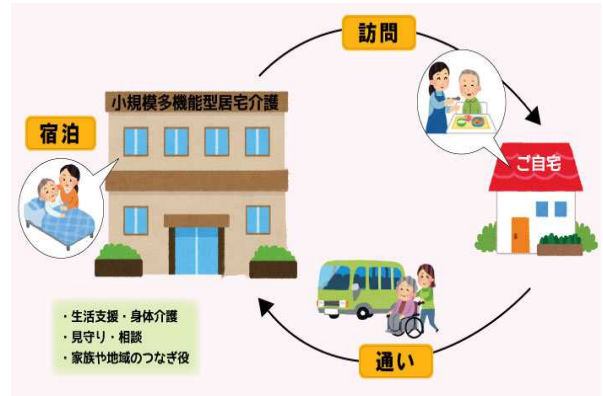 訪問
小規模多機能型居宅介護
宿泊
ご自宅
・生活支援・身体介護
・見守り・相談
・家族や地域のつなぎ役
通い